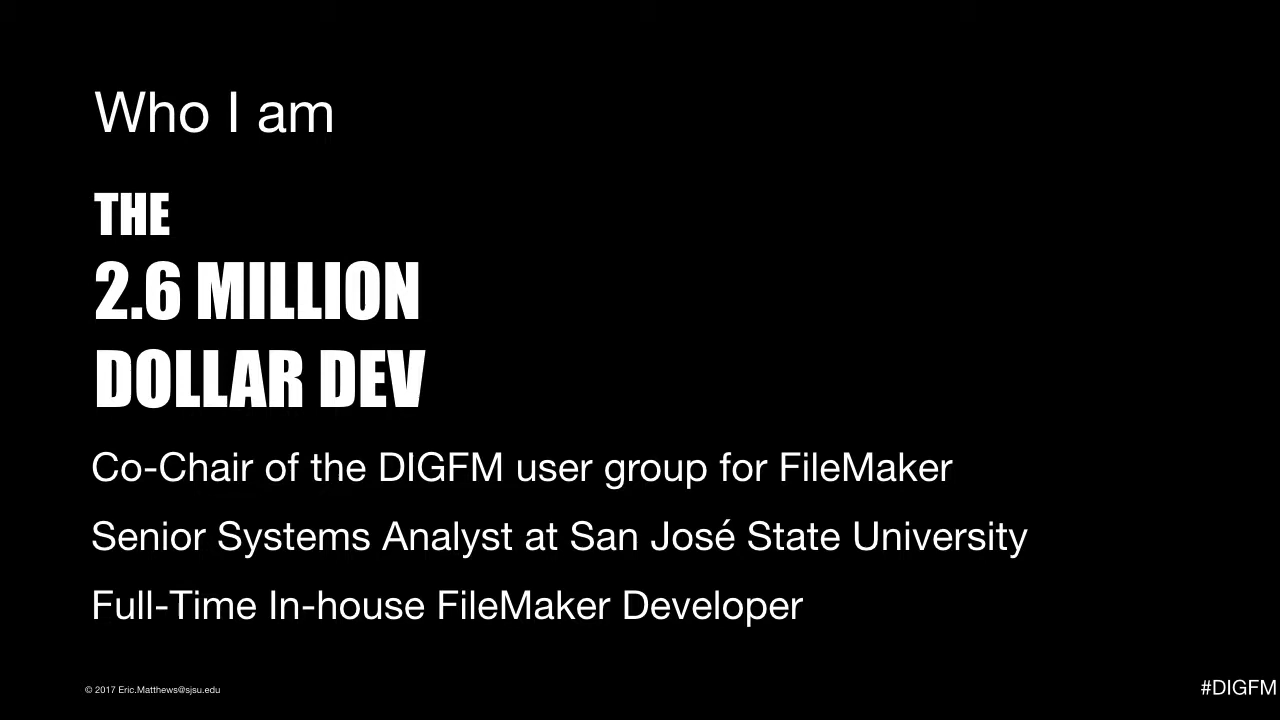 Who I am
THE
2.6 MILLION
DOLLAR DEV
Co-Chair of the DIGFM user group for FileMaker
Senior Systems Analyst at San José State University
Full-Time In-house FileMaker Developer
© 2017 Eric.Matthews@sjsu.edu
#DIGFM